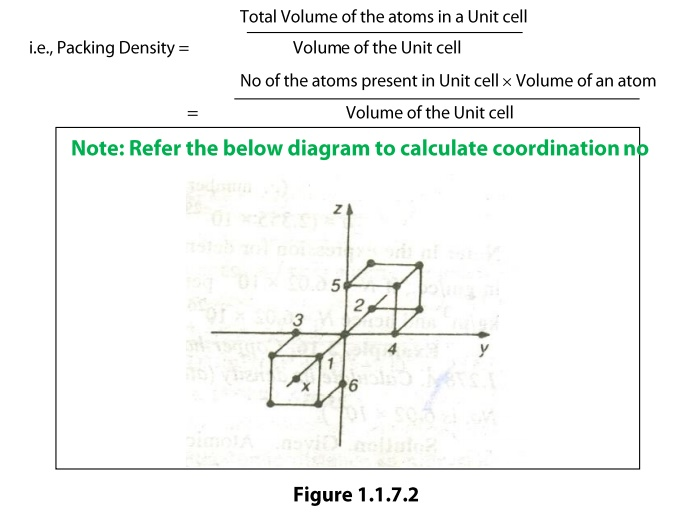 Total Volume of the atoms in a Unit cell
i.e., Packing Density =
Volume of the Unit cell
No of the atoms present in Unit cell × Volume of an atom
=
Volume of the Unit cell
Note: Refer the below diagram to calculate coordination no
z
5
2
3
4
y
1
x
6
Figure 1.1.7.2